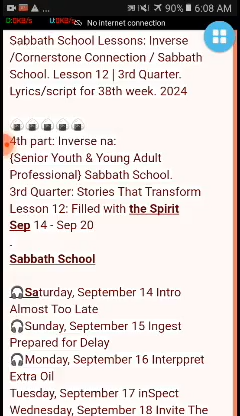 O:0KB/s U:0KB/s No internet connection 90% 6:08 AM
Sabbath School Lessons: Inverse
/Cornerstone Connection / Sabbath
School. Lesson 12 | 3rd Quarter.
Lyrics/script for 38th week. 2024
4th part: Inverse na:
{Senior Youth & Young Adult
Professional} Sabbath School.
3rd Quarter: Stories That Transform
Lesson 12: Filled with the Spirit
Sep 14 - Sep 20
.
Sabbath School
🎧Saturday, September 14 Intro
Almost Too Late
🎧Sunday, September 15 Ingest
Prepared for Delay
🎧Monday, September 16 Interppret
Extra Oil
Tuesday, September 17 inSpect
Wednesday, September 18 Invite The